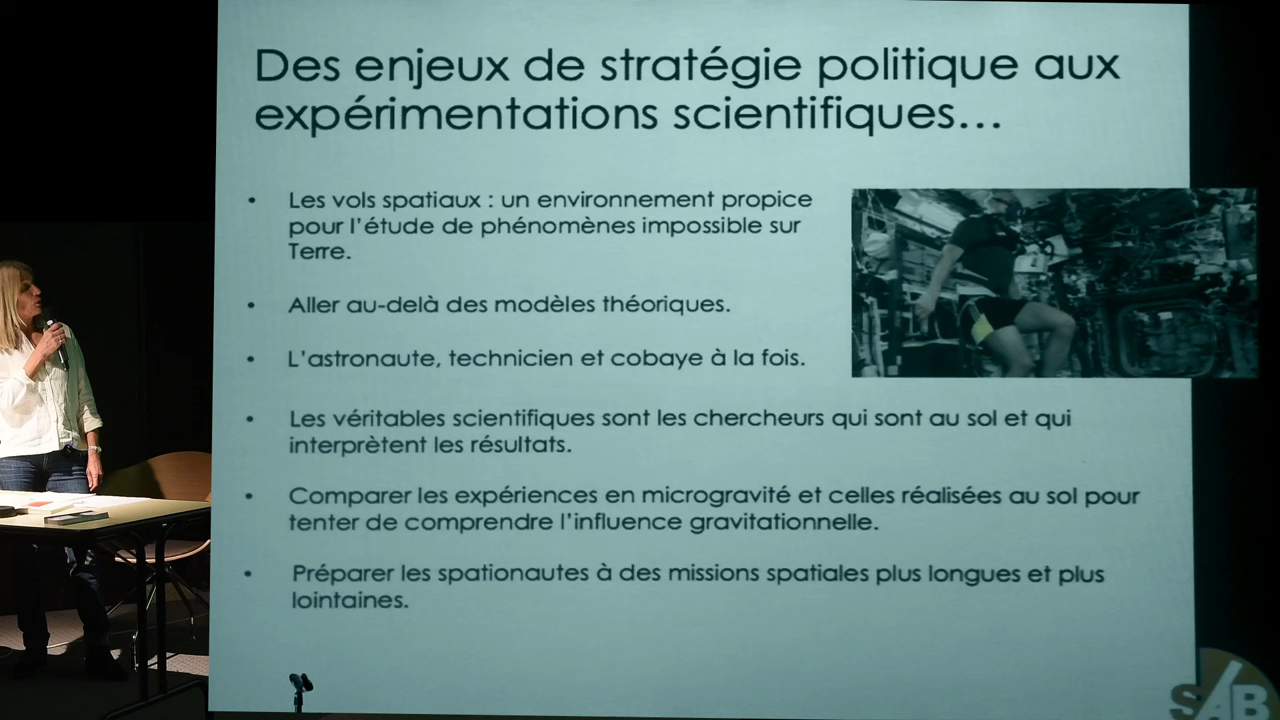 Des enjeux de stratégie politique aux
expérimentations scientifiques...
• Les vols spatiaux : un environnement propice
pour l'étude de phénomènes impossible sur
Terre.
• Aller au-delà des modèles théoriques.
• L'astronaute, technicien et cobaye à la fois.
• Les véritables scientifiques sont les chercheurs qui sont au sol et qui
interprètent les résultats.
• Comparer les expériences en microgravité et celles réalisées au sol pour
tenter de comprendre l'influence gravitationnelle.
• Préparer les spationautes à des missions spatiales plus longues et plus
lointaines.
SAB